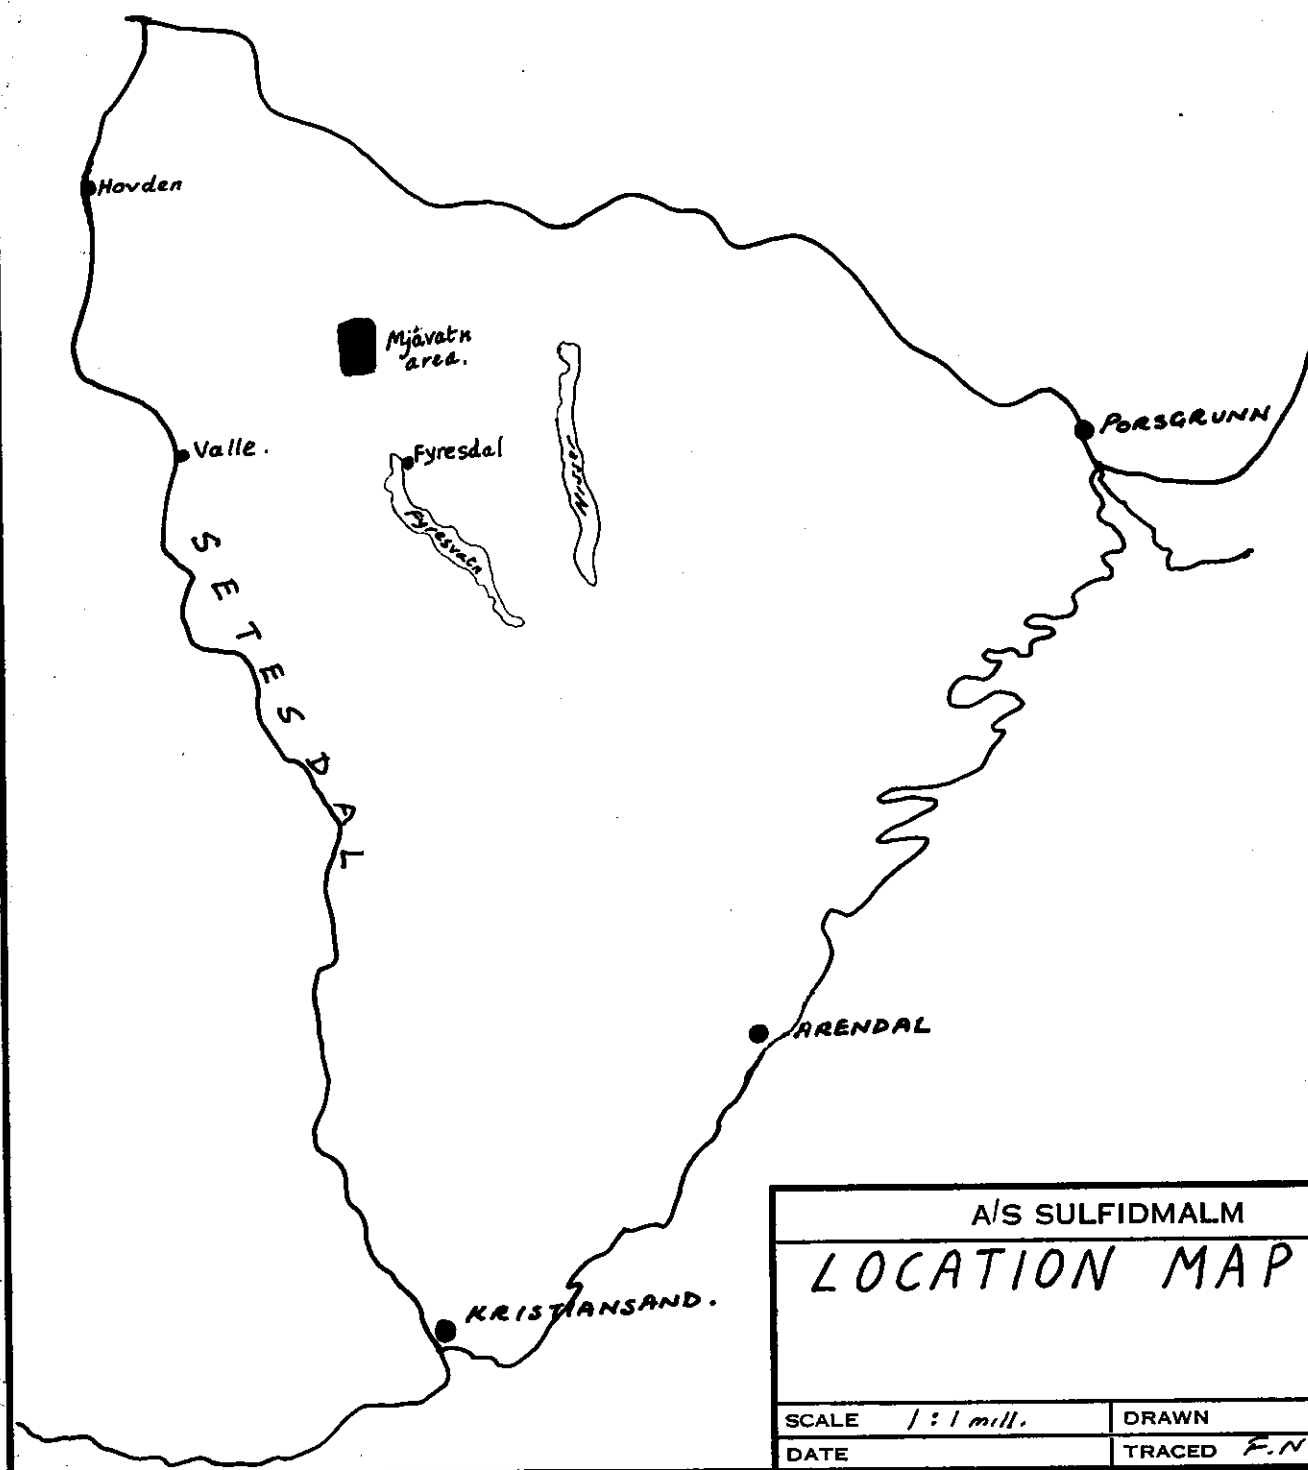 Hovden
Mjåvatn
area.
PORSGRUNN
Valle.
Fyresdal
Nisser
Fyresvatn
SETESDAL
ARENDAL
KRISTIANSAND.
A/S SULFIDMALM
LOCATION MAP
SCALE 1:1 mill. DRAWN
DATE TRACED F.N